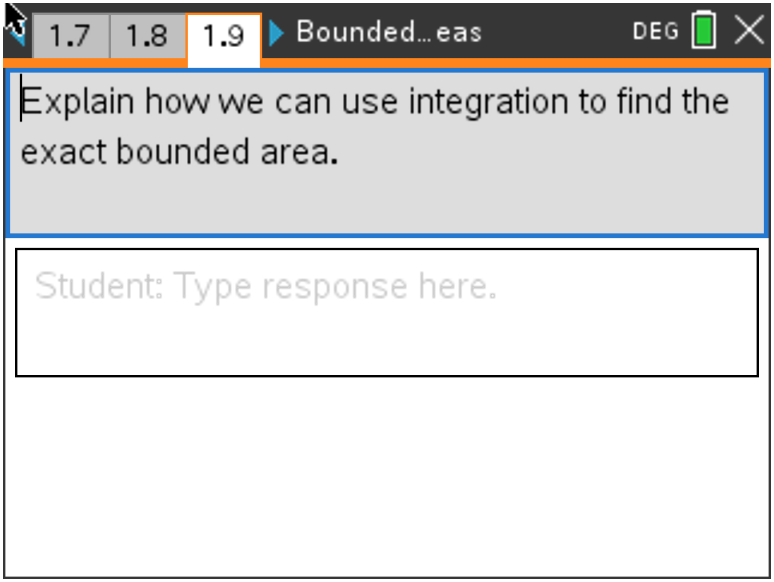 1.7 1.8 1.9 Bounded…eas DEG
Explain how we can use integration to find the
exact bounded area.
Student: Type response here.